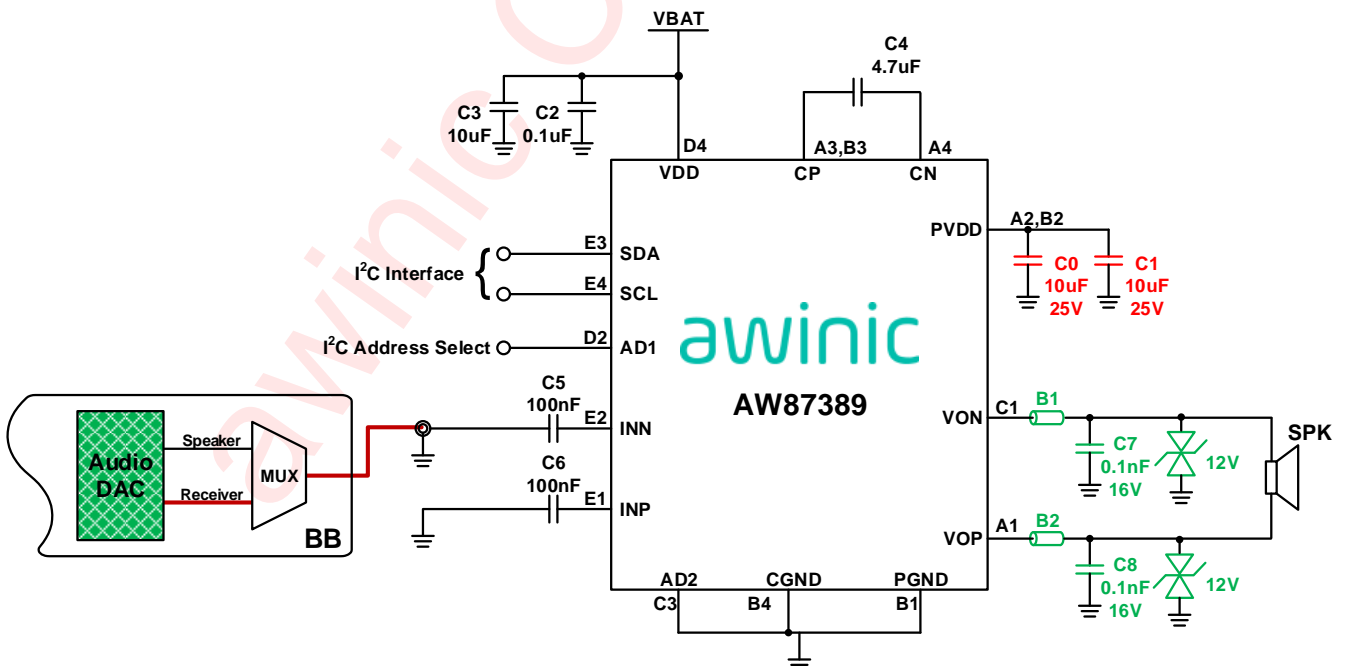 VBAT
C4
4.7uF
C3
10uF
C2
0.1uF
D4
A3,B3
A4
VDD
CP
CN
PVDD
A2,B2
C0
10uF
25V
C1
10uF
25V
I²C Interface
{
E3
SDA
E4
SCL
I²C Address Select
D2
AD1
awinic
AW87389
C5
100nF
E2
INN
C6
100nF
E1
INP
Audio
DAC
Speaker
Receiver
MUX
BB
VON
C1
B1
C7
0.1nF
16V
12V
SPK
VOP
A1
B2
C8
0.1nF
16V
12V
AD2
CGND
PGND
C3
B4
B1
awinic C